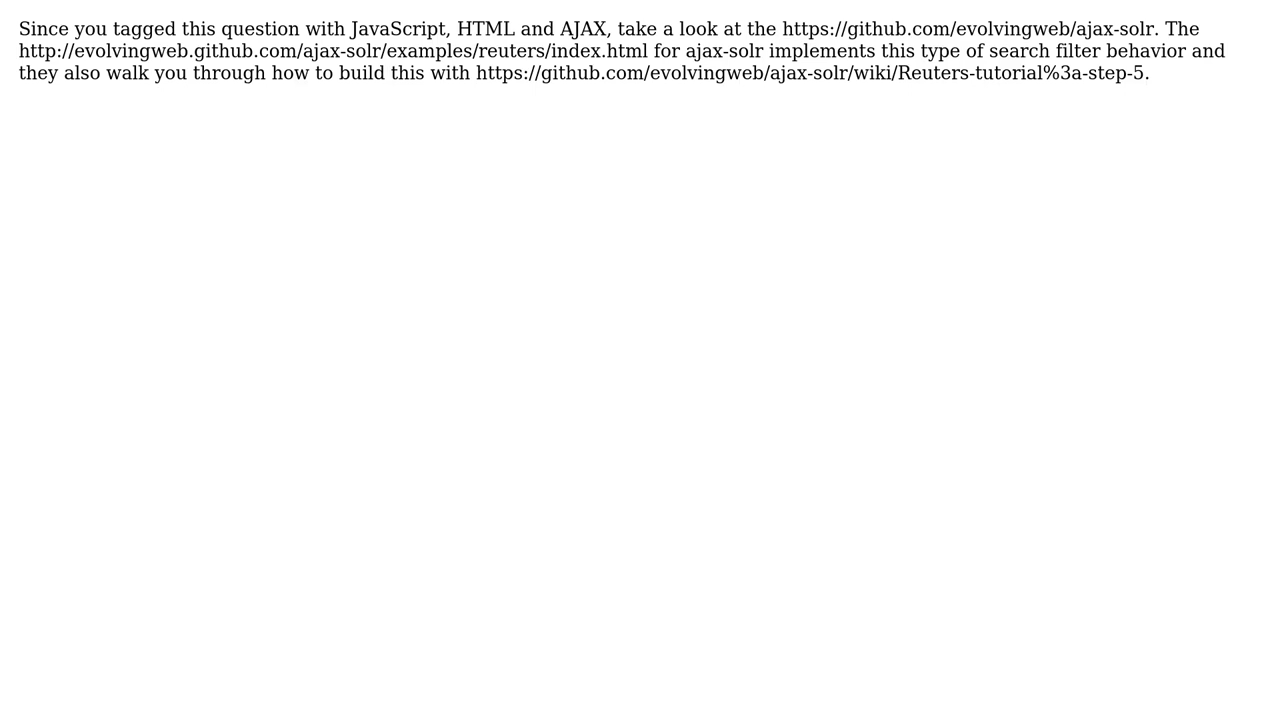 Since you tagged this question with JavaScript, HTML and AJAX, take a look at the https://github.com/evolvingweb/ajax-solr. The
http://evolvingweb.github.com/ajax-solr/examples/reuters/index.html for ajax-solr implements this type of search filter behavior and
they also walk you through how to build this with https://github.com/evolvingweb/ajax-solr/wiki/Reuters-tutorial%3a-step-5.